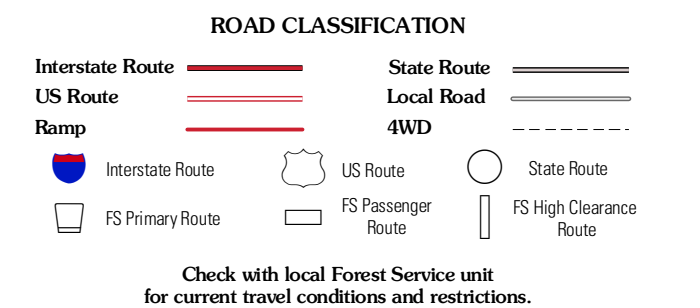 ROAD CLASSIFICATION
Interstate Route
State Route
US Route
Local Road
Ramp
4WD
Interstate Route
US Route
State Route
FS Primary Route
FS Passenger
Route
FS High Clearance
Route
Check with local Forest Service unit
for current travel conditions and restrictions.